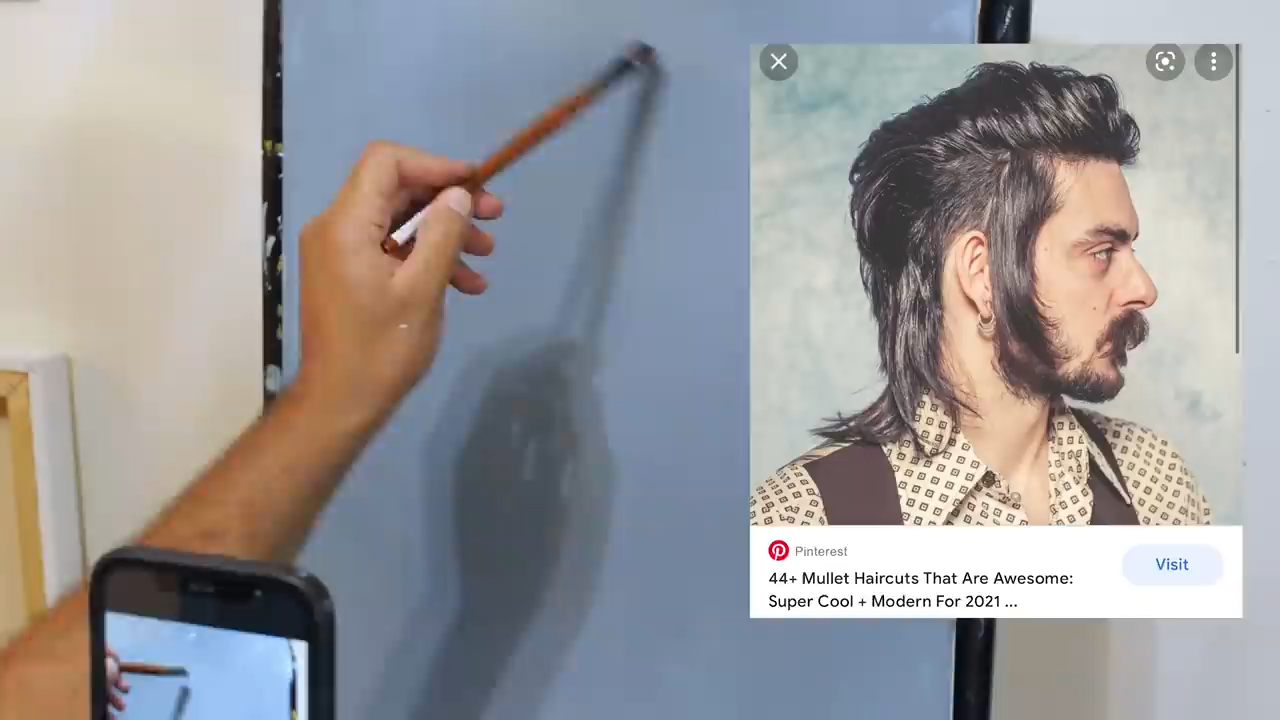 Pinterest
Visit
44+ Mullet Haircuts That Are Awesome:
Super Cool + Modern For 2021 ...